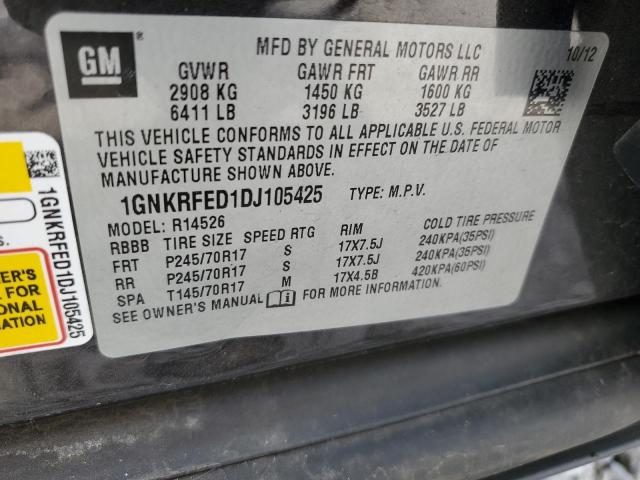 GM
MFD BY GENERAL MOTORS LLC 10/12
GVWR GAWR FRT GAWR RR
2908 KG 1450 KG 1600 KG
6411 LB 3196 LB 3527 LB
THIS VEHICLE CONFORMS TO ALL APPLICABLE U.S. FEDERAL MOTOR
VEHICLE SAFETY STANDARDS IN EFFECT ON THE DATE OF
MANUFACTURE SHOWN ABOVE.
1GNKRFED1DJ105425 TYPE: M.P.V.
MODEL: R14526
RBBB TIRE SIZE SPEED RTG RIM COLD TIRE PRESSURE
FRT P245/70R17 S 17X7.5J 240KPA(35PSI)
RR P245/70R17 S 17X7.5J 240KPA(35PSI)
SPA T145/70R17 M 17X4.5B 420KPA(60PSI)
SEE OWNER'S MANUAL FOR MORE INFORMATION.
1GNKRFED1DJ105425
S.
ER'S
FOR
ONAL
ATION